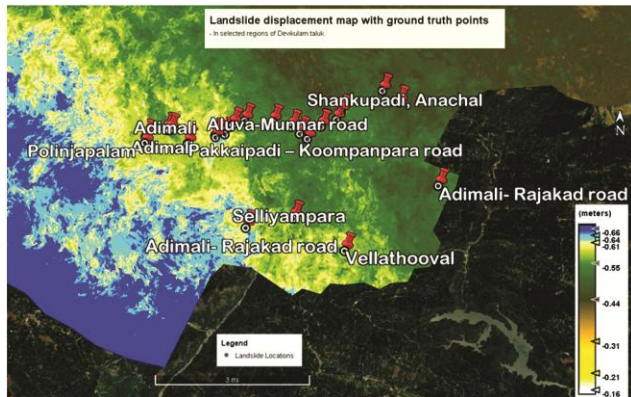 Landslide displacement map with ground truth points
- In selected regions of Devikulam taluk.
Shankupadi, Anachal
Adimali
Aluva-Munnar road
Polinjapalam
Adimali
Pakkaipadi – Koompanpara road
N
Adimali- Rajakad road
(meters)
Selliyampara
-0.66
-0.64
-0.61
Adimali- Rajakad road
Vellathooval
-0.55
-0.44
Legend
Landslide Locations
-0.31
3 mi
-0.21
-0.16